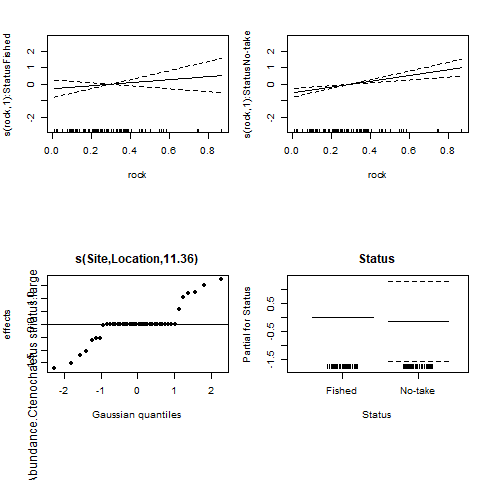 s(rock,1):StatusFished
2
1
0
-2
0.0 0.2 0.4 0.6 0.8
rock
s(rock,1):StatusNo-take
2
0
-2
0.0 0.2 0.4 0.6 0.8
rock
s(Site,Location,11.36)
effects
Abundance.Ctenochaetus striatus.large
-2 -1 0 1 2
Gaussian quantiles
Status
Partial for Status
0.5
-0.5
-1.5
Fished No-take
Status